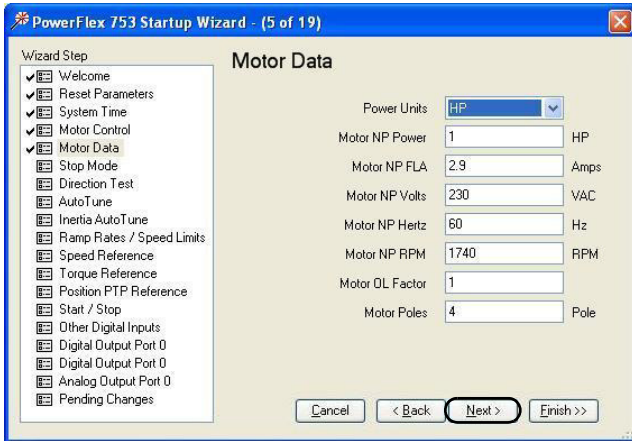 PowerFlex 753 Startup Wizard - (5 of 19)
Wizard Step
Welcome
Reset Parameters
System Time
Motor Control
Motor Data
Stop Mode
Direction Test
AutoTune
Inertia AutoTune
Ramp Rates / Speed Limits
Speed Reference
Torque Reference
Position PTP Reference
Start / Stop
Other Digital Inputs
Digital Output Port 0
Digital Output Port 0
Analog Output Port 0
Pending Changes
Motor Data
Power Units HP
Motor NP Power 1 HP
Motor NP FLA 2.9 Amps
Motor NP Volts 230 VAC
Motor NP Hertz 60 Hz
Motor NP RPM 1740 RPM
Motor OL Factor 1
Motor Poles 4 Pole
Cancel < Back Next > Finish >>